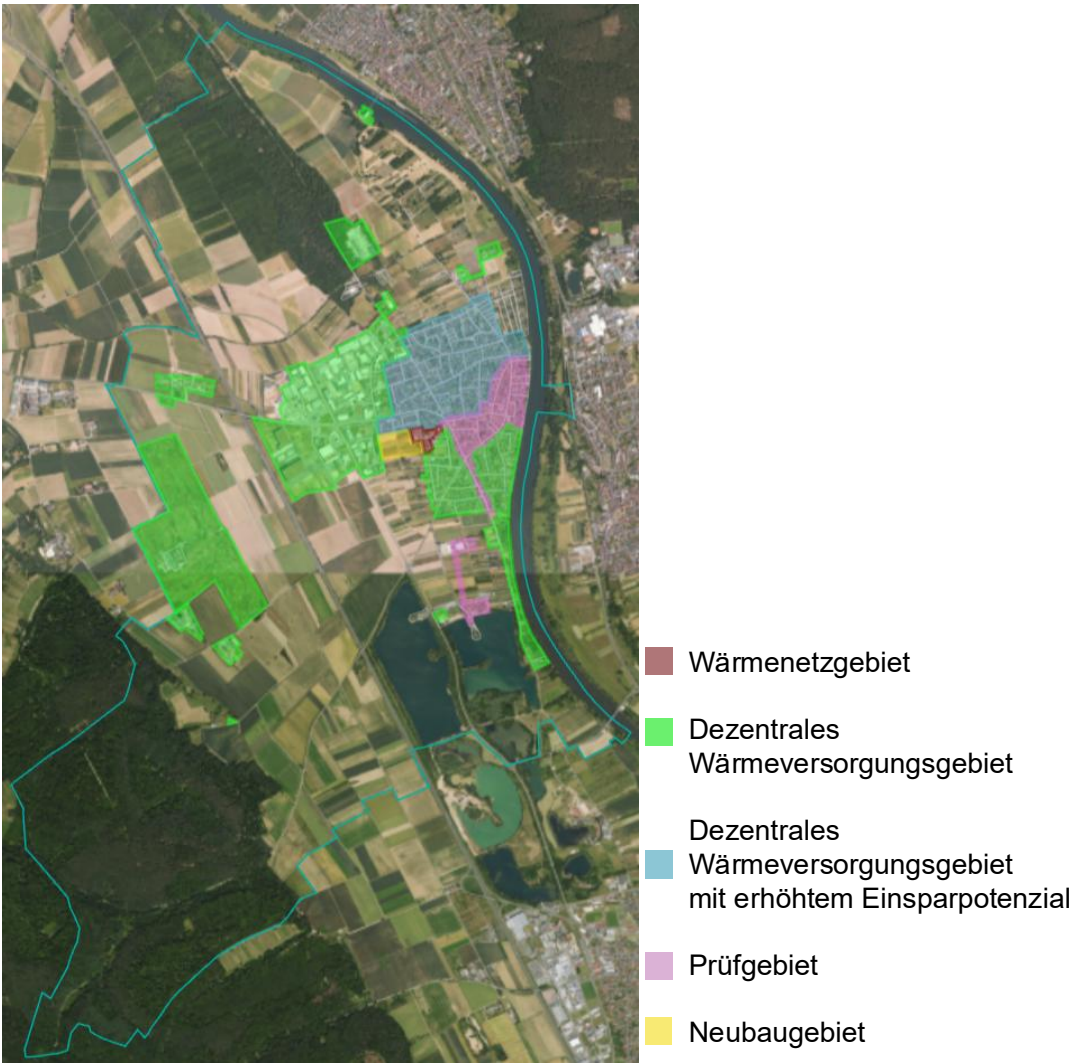 Wärmenetzgebiet
Dezentrales
Wärmeversorgungsgebiet
Dezentrales
Wärmeversorgungsgebiet
mit erhöhtem Einsparpotenzial
Prüfgebiet
Neubaugebiet